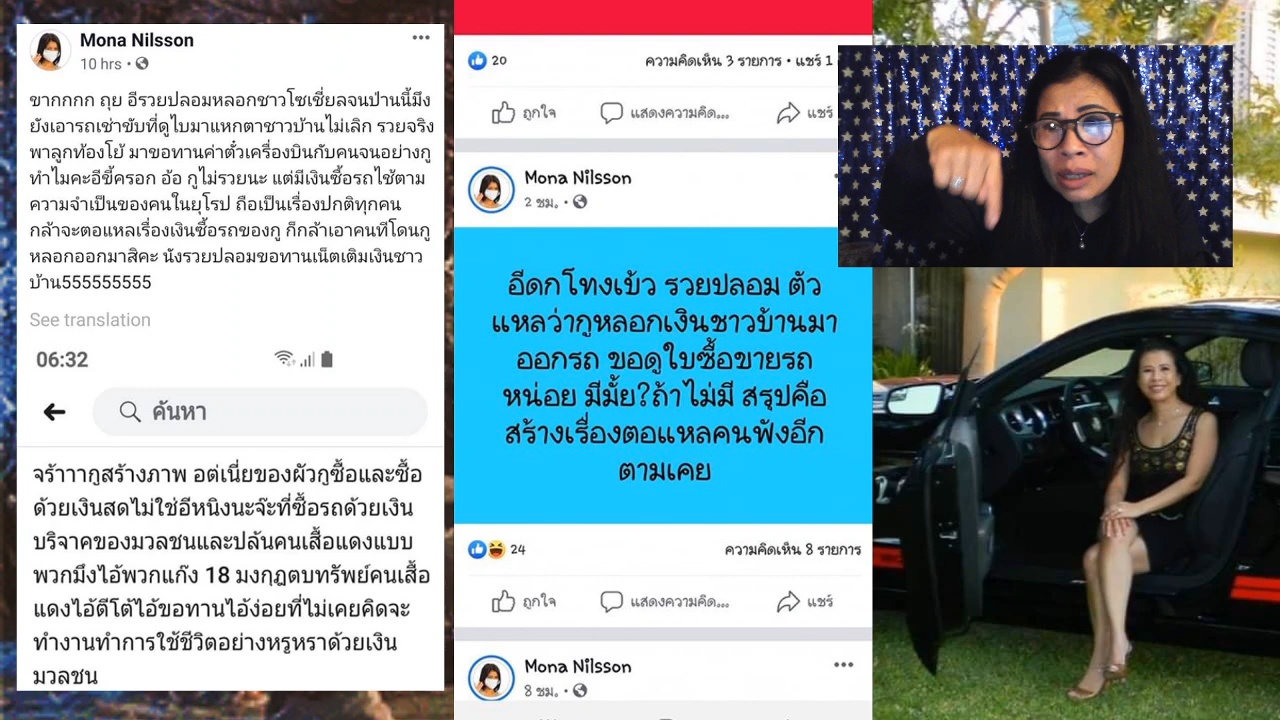 Mona Nilsson
10 hrs
ขากกกก ถุย อีรวยปลอมหลอกชาวโซเชี่ยลจนป่านนี้มึง
ยังเอารถเช่าขับที่ดูไบมาแหกตาชาวบ้านไม่เลิก รวยจริง
พาลูกท้องโย้ มาขอทานค่าตั๋วเครื่องบินกับคนจนอย่างกู
ทำไมคะอีขี้ครอก อ้อ กูไม่รวยนะ แต่มีเงินซื้อรถไช้ตาม
ความจำเป็นของคนในยุโรป ถือเป็นเรื่องปกติทุกคน
กล้าจะตอแหลเรื่องเงินซื้อรถของกู ก็กล้าเอาคนทีโดนกู
หลอกออกมาสิคะ นังรวยปลอมขอทานเน็ตเติมเงินชาว
บ้าน555555555
See translation
06:32
ค้นหา
จร้าาากูสร้างภาพ อต่เนี่ยของผัวกูซื้อและซื้อ
ด้วยเงินสดไม่ใช่อีหนิงนะจ๊ะที่ซื้อรถด้วยเงิน
บริจาคของมวลชนและปล้นคนเสื้อแดงแบบ
พวกมึงไอ้พวกแก๊ง 18 มงกุฎตบทรัพย์คนเสื้อ
แดงไอ้ตีโต้ไอ้ขอทานไอ้ง่อยที่ไม่เคยคิดจะ
ทำงานทำการใช้ชีวิตอย่างหรูหราด้วยเงิน
มวลชน
20 ความคิดเห็น 3 รายการ • แชร์ 1
ถูกใจ แสดงความคิด... แชร์
Mona Nilsson
2 ชม.
อีดกโทงเบ้ว รวยปลอม ตัว
แหลว่ากูหลอกเงินชาวบ้านมา
ออกรถ ขอดูใบซื้อขายรถ
หน่อย มีมั้ย?ถ้าไม่มี สรุปคือ
สร้างเรื่องตอแหลคนฟังอีก
ตามเคย
24 ความคิดเห็น 8 รายการ
ถูกใจ แสดงความคิด... แชร์
Mona Nilsson
8 ชม.